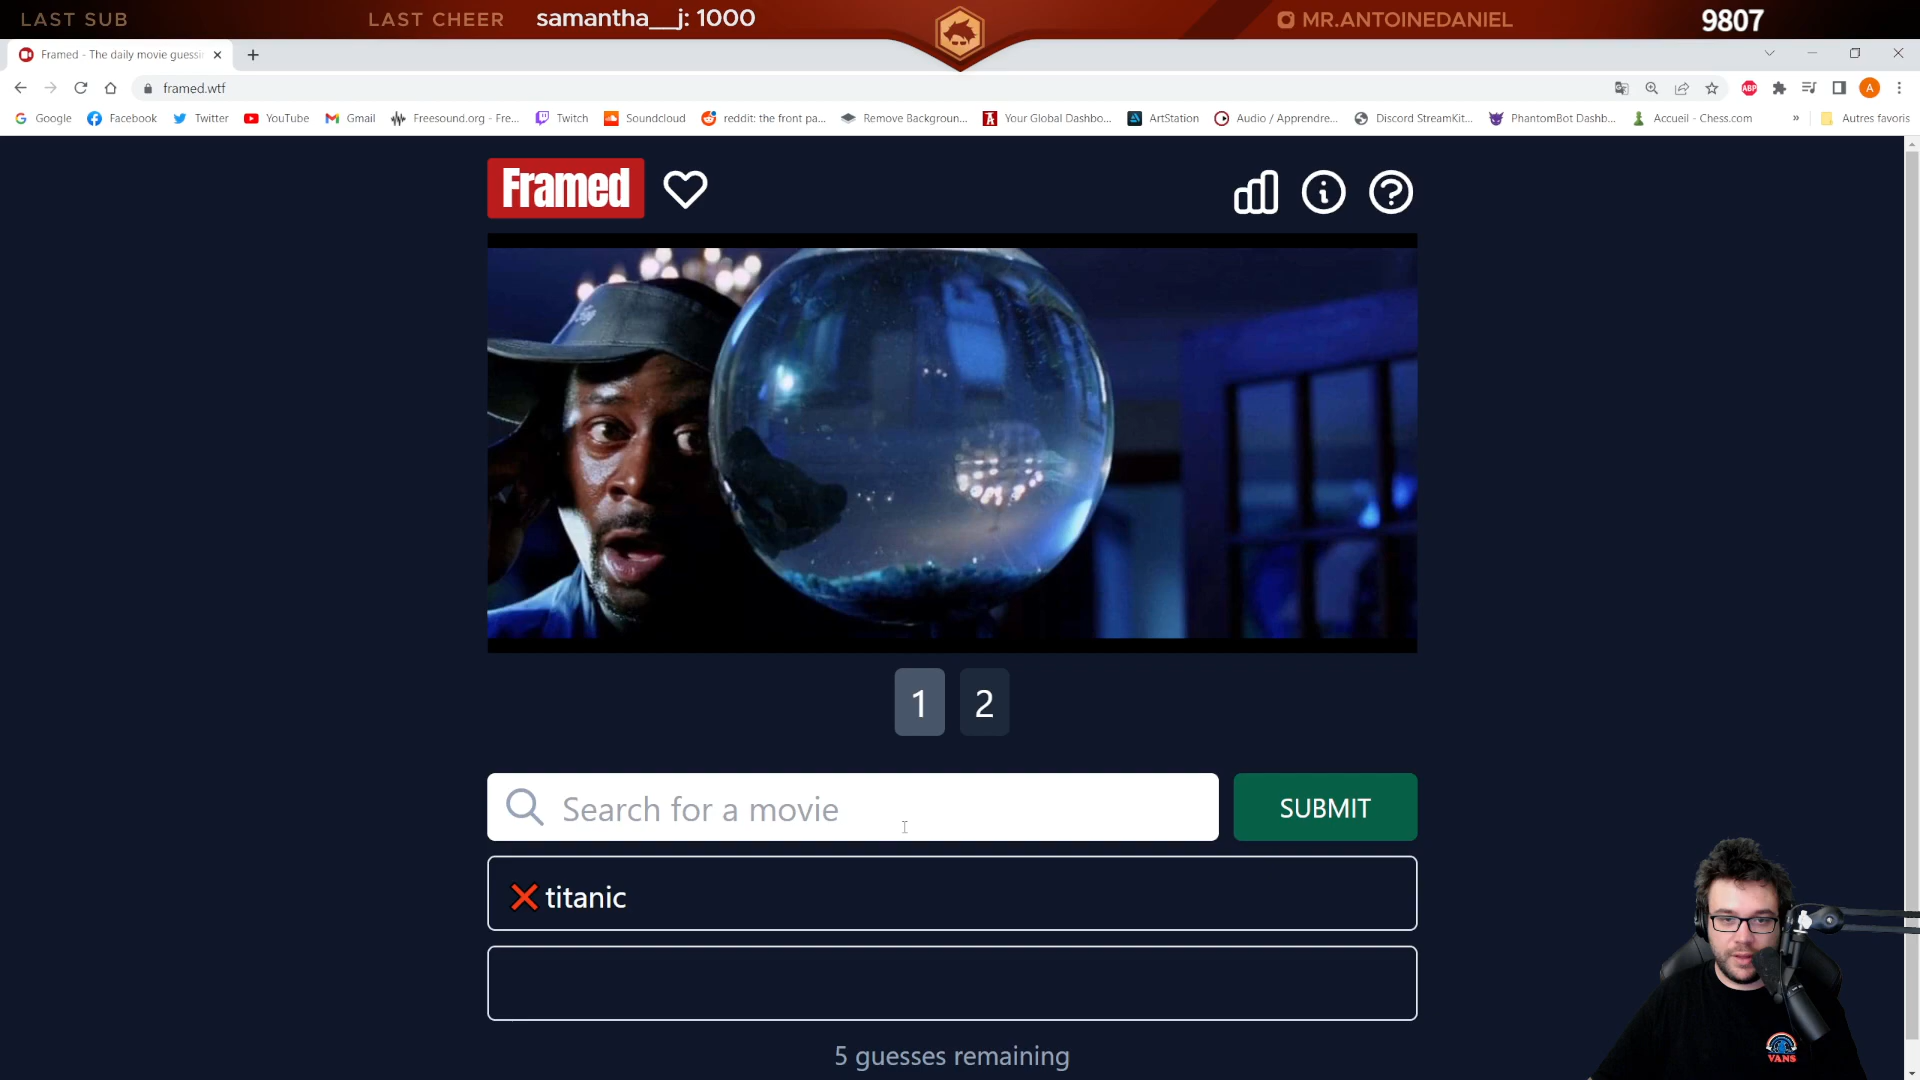 LAST SUB
LAST CHEER samantha__j: 1000
MR.ANTOINEDANIEL
9807
Framed - The daily movie guessi
framed.wtf
ABP
A
Google
Facebook
Twitter
YouTube
Gmail
Freesound.org - Fre...
Twitch
Soundcloud
reddit: the front pa...
Remove Backgroun...
Your Global Dashbo...
ArtStation
Audio / Apprendre...
Discord StreamKit...
PhantomBot Dashb...
Accueil - Chess.com
»
Autres favoris
Framed
1 2
Search for a movie
SUBMIT
titanic
5 guesses remaining
VANS